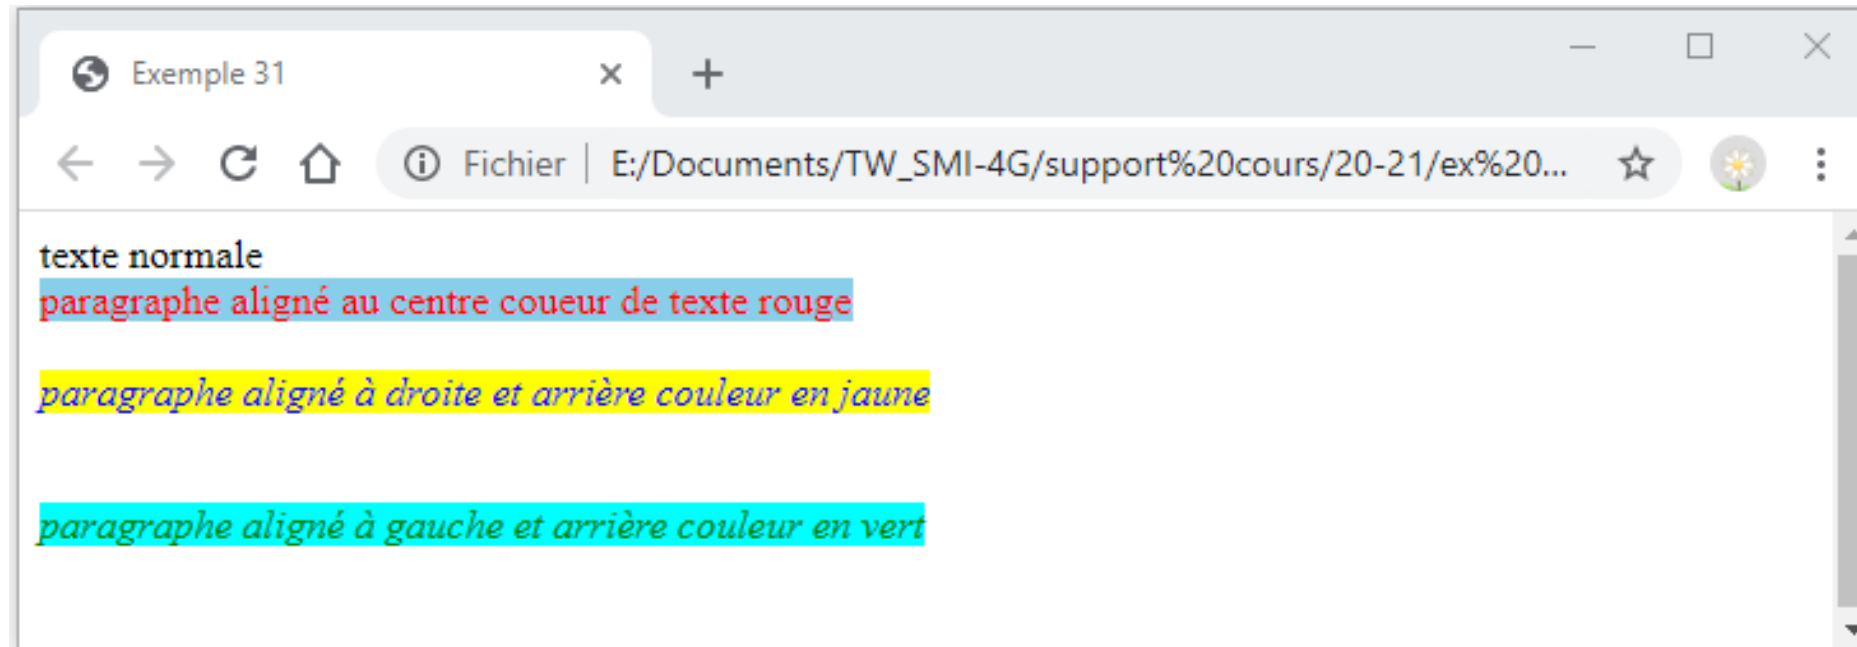 Exemple 31
Fichier E:/Documents/TW_SMI-4G/support%20cours/20-21/ex%20...
texte normale
paragraphe aligné au centre coueur de texte rouge
paragraphe aligné à droite et arrière couleur en jaune
paragraphe aligné à gauche et arrière couleur en vert